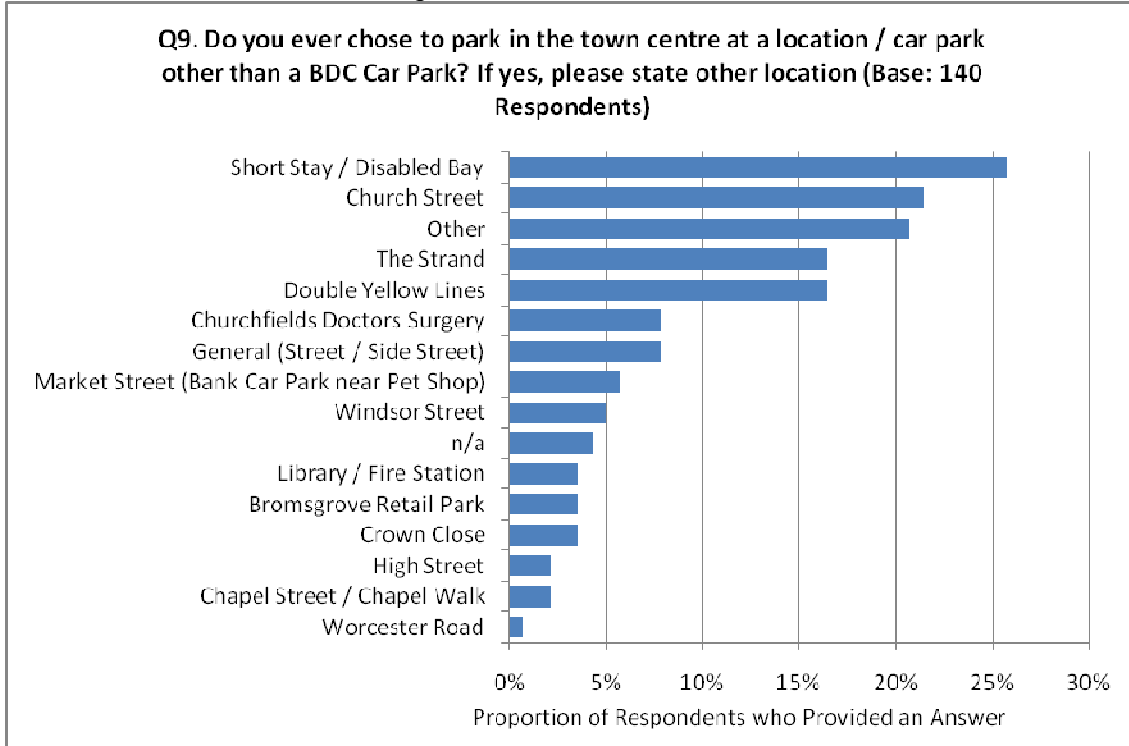 Q9. Do you ever chose to park in the town centre at a location / car park
other than a BDC Car Park? If yes, please state other location (Base: 140
Respondents)
Short Stay / Disabled Bay
Church Street
Other
The Strand
Double Yellow Lines
Churchfields Doctors Surgery
General (Street / Side Street)
Market Street (Bank Car Park near Pet Shop)
Windsor Street
n/a
Library / Fire Station
Bromsgrove Retail Park
Crown Close
High Street
Chapel Street / Chapel Walk
Worcester Road
0% 5% 10% 15% 20% 25% 30%
Proportion of Respondents who Provided an Answer